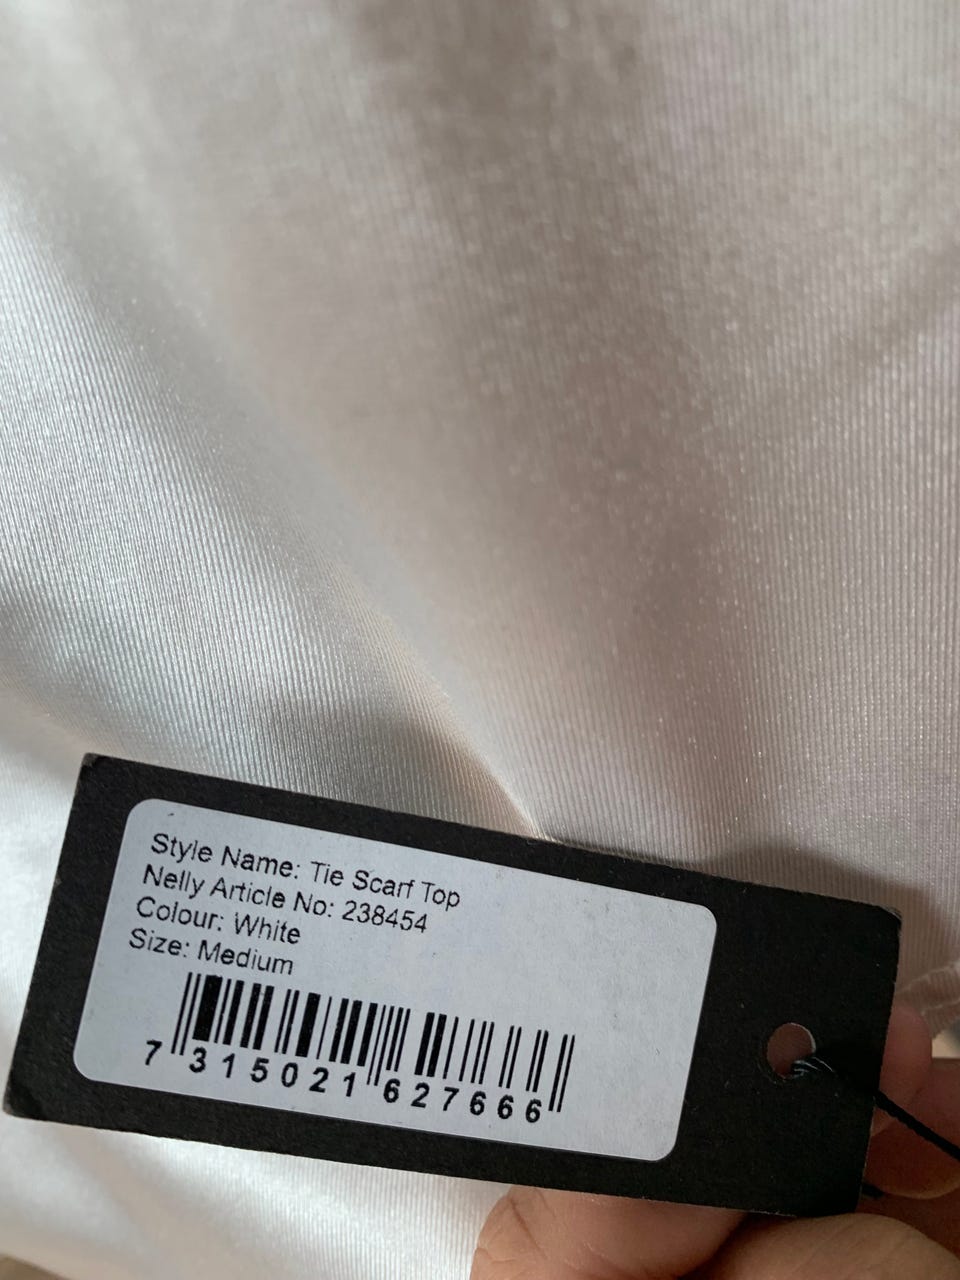 Style Name: Tie Scarf Top
Nelly Article No: 238454
Colour: White
Size: Medium
7 315021 627666